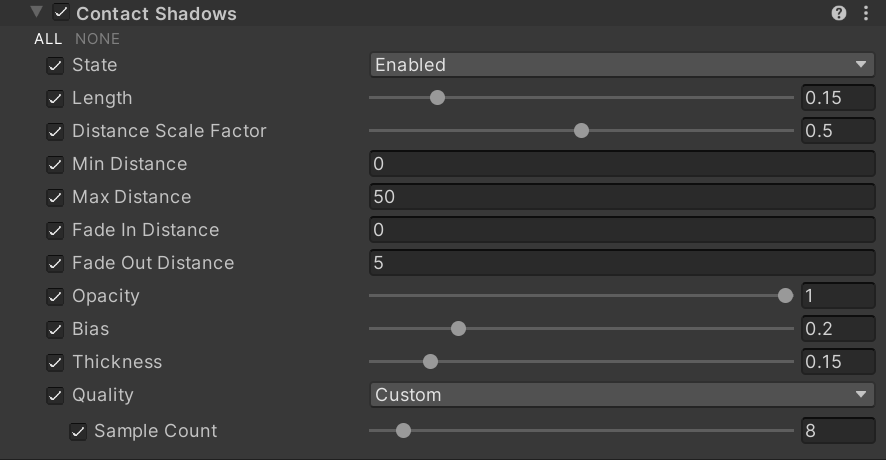 Contact Shadows
ALL NONE
State Enabled
Length 0.15
Distance Scale Factor 0.5
Min Distance 0
Max Distance 50
Fade In Distance 0
Fade Out Distance 5
Opacity 1
Bias 0.2
Thickness 0.15
Quality Custom
Sample Count 8